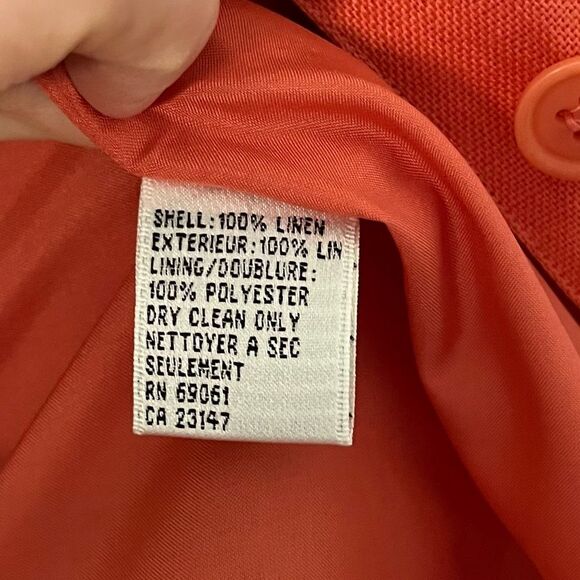 SHELL:100% LINEN
EXTERIEUR:100% LIN
LINING/DOUBLURE:
100% POLYESTER
DRY CLEAN ONLY
NETTOYER A SEC
SEULEMENT
RN 69061
CA 23147